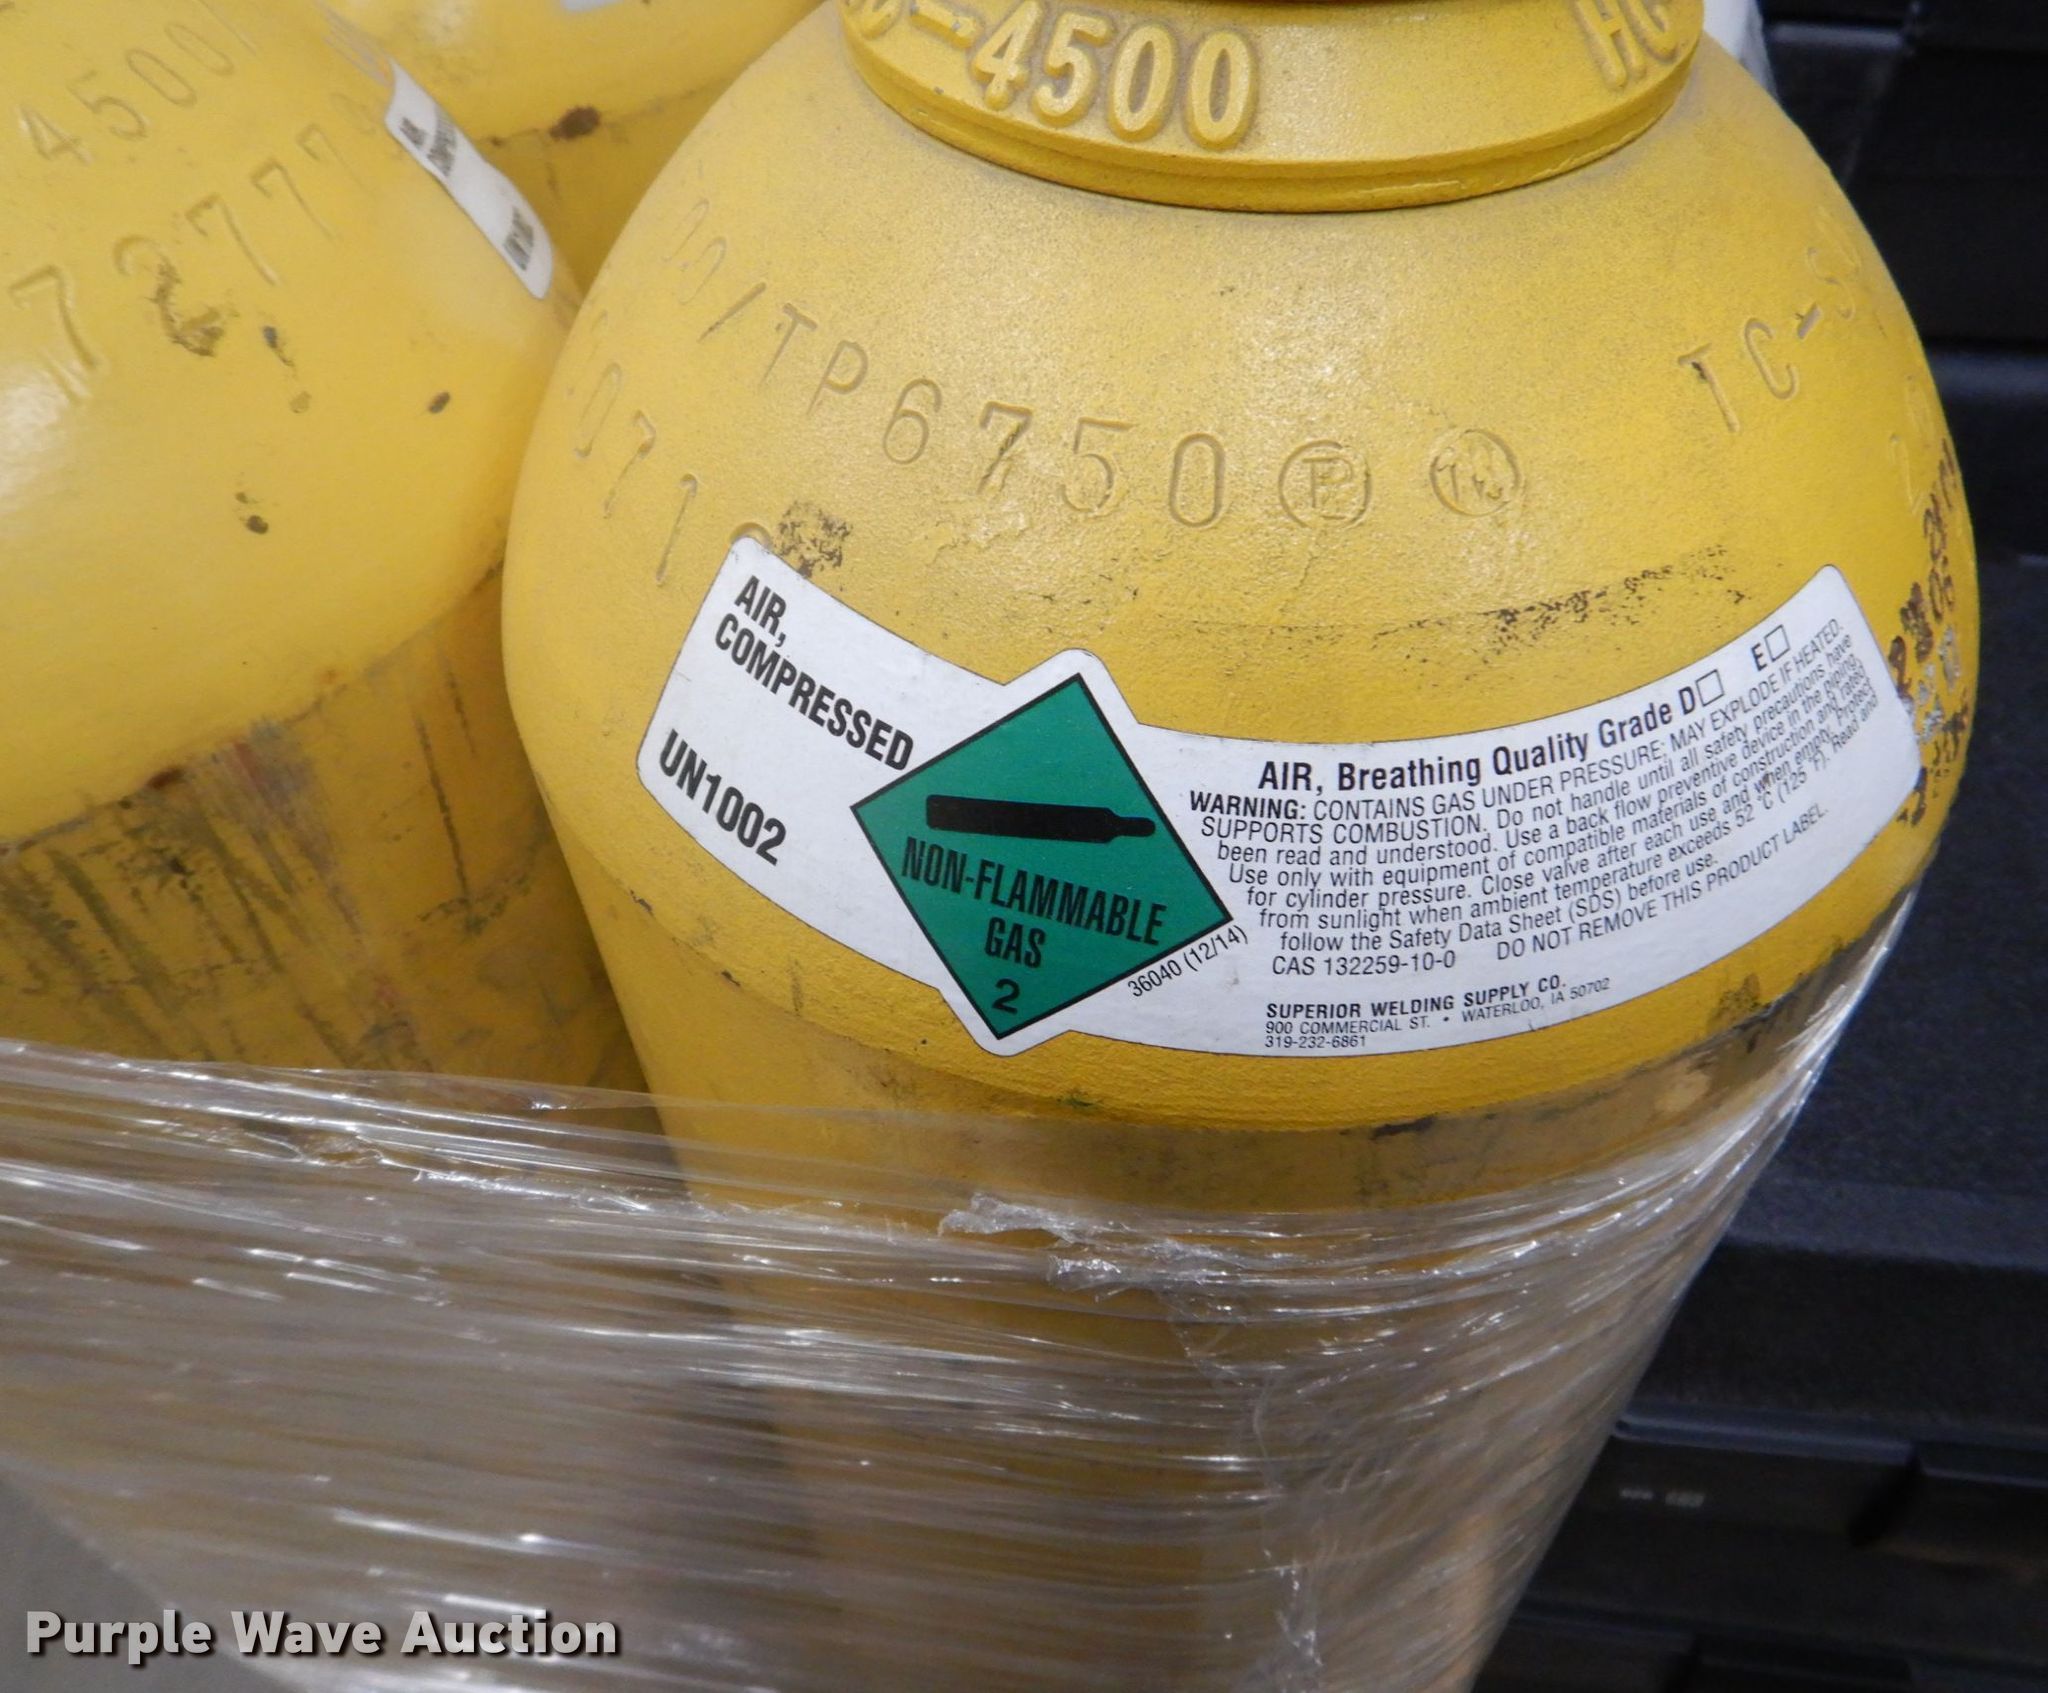 -4500
4500/
777
7
/TP6750 TP
TC-
071
AIR,
COMPRESSED
UN1002
NON-FLAMMABLE
GAS
2
36040 (12/14)
AIR, Breathing Quality Grade D☐ E☐
WARNING: CONTAINS GAS UNDER PRESSURE; MAY EXPLODE IF HEATED.
SUPPORTS COMBUSTION. Do not handle until all safety precautions have
been read and understood. Use a back flow preventive device in the piping.
Use only with equipment of compatible materials of construction and rated
for cylinder pressure. Close valve after each use and when empty. Protect
from sunlight when ambient temperature exceeds 52 °C (125 °F). Read and
follow the Safety Data Sheet (SDS) before use.
CAS 132259-10-0 DO NOT REMOVE THIS PRODUCT LABEL.
SUPERIOR WELDING SUPPLY CO.
900 COMMERCIAL ST. • WATERLOO, IA 50702
319-232-6861
Purple Wave Auction